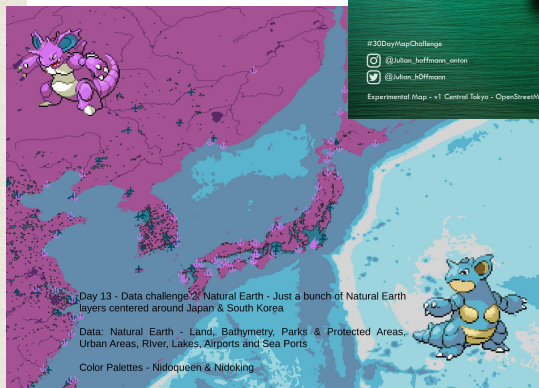 #30DayMapChallenge
@Julian_hoffmann_anton
@Julian_h0ffmann
Experimental Map - v1 Central Tokyo - OpenStreetM
Day 13 - Data challenge 2: Natural Earth - Just a bunch of Natural Earth
layers centered around Japan & South Korea
Data: Natural Earth - Land, Bathymetry, Parks & Protected Areas,
Urban Areas, River, Lakes, Airports and Sea Ports
Color Palettes - Nidoqueen & Nidoking